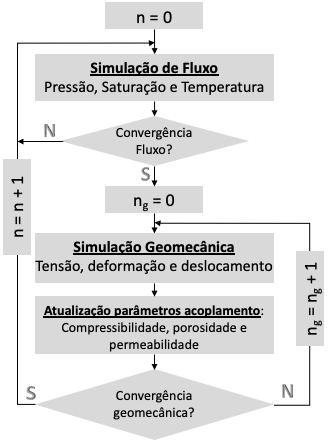 n = 0
Simulação de Fluxo
Pressão, Saturação e Temperatura
N
Convergência
Fluxo?
S
n = n + 1
ng = 0
Simulação Geomecânica
Tensão, deformação e deslocamento
Atualização parâmetros acoplamento:
Compressibilidade, porosidade e
permeabilidade
ng = ng + 1
S
Convergência
geomecânica?
N